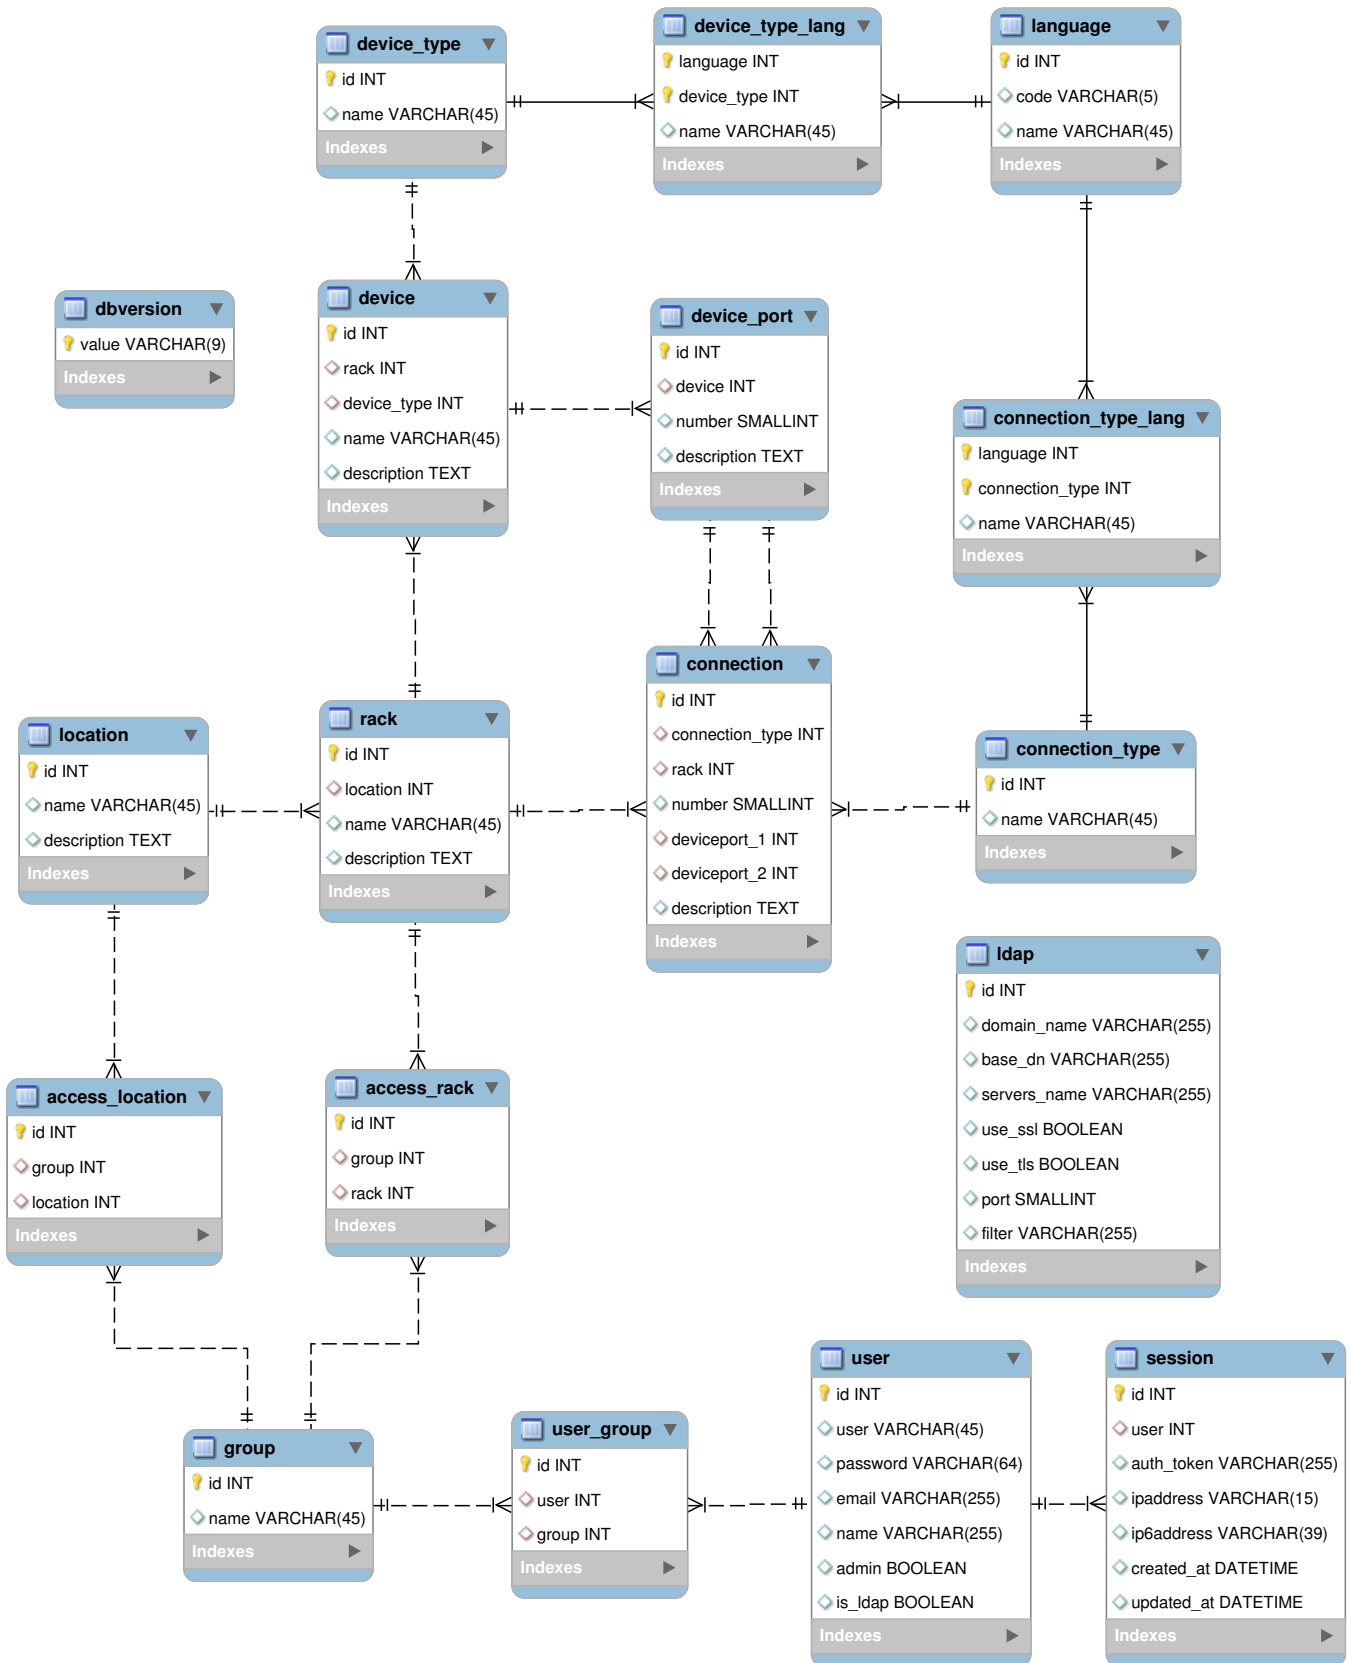 device_type
id INT
name VARCHAR(45)
Indexes
device_type_lang
language INT
device_type INT
name VARCHAR(45)
Indexes
language
id INT
code VARCHAR(5)
name VARCHAR(45)
Indexes
dbversion
value VARCHAR(9)
Indexes
device
id INT
rack INT
device_type INT
name VARCHAR(45)
description TEXT
Indexes
device_port
id INT
device INT
number SMALLINT
description TEXT
Indexes
connection_type_lang
language INT
connection_type INT
name VARCHAR(45)
Indexes
location
id INT
name VARCHAR(45)
description TEXT
Indexes
rack
id INT
location INT
name VARCHAR(45)
description TEXT
Indexes
connection
id INT
connection_type INT
rack INT
number SMALLINT
deviceport_1 INT
deviceport_2 INT
description TEXT
Indexes
connection_type
id INT
name VARCHAR(45)
Indexes
ldap
id INT
domain_name VARCHAR(255)
base_dn VARCHAR(255)
servers_name VARCHAR(255)
use_ssl BOOLEAN
use_tls BOOLEAN
port SMALLINT
filter VARCHAR(255)
Indexes
access_location
id INT
group INT
location INT
Indexes
access_rack
id INT
group INT
rack INT
Indexes
group
id INT
name VARCHAR(45)
Indexes
user_group
id INT
user INT
group INT
Indexes
user
id INT
user VARCHAR(45)
password VARCHAR(64)
email VARCHAR(255)
name VARCHAR(255)
admin BOOLEAN
is_ldap BOOLEAN
Indexes
session
id INT
user INT
auth_token VARCHAR(255)
ipaddress VARCHAR(15)
ip6address VARCHAR(39)
created_at DATETIME
updated_at DATETIME
Indexes